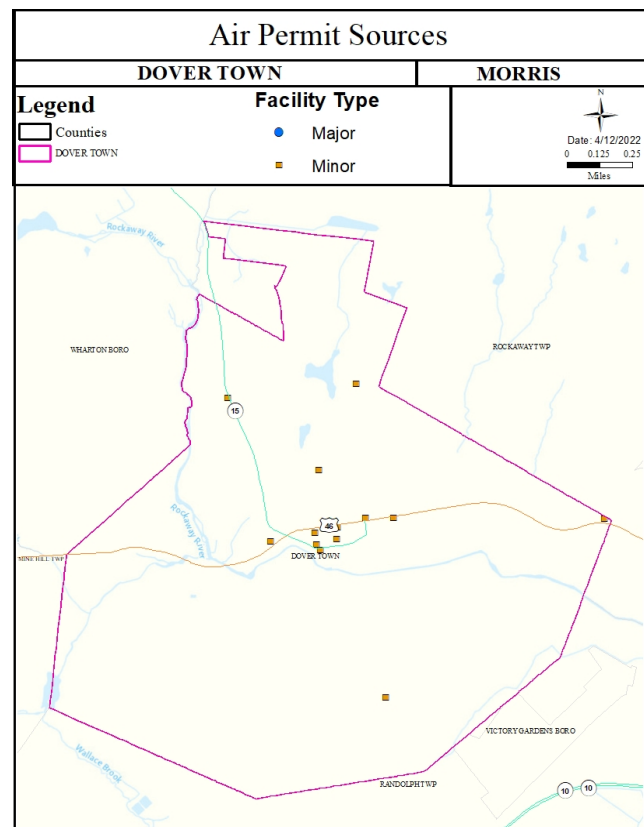 Air Permit Sources
DOVER TOWN
MORRIS
Legend
Counties
DOVER TOWN
Facility Type
Major
Minor
N
Date: 4/12/2022
0 0.125 0.25
Miles
Rockaway River
WHARTON BORO
ROCKAWAY TWP
15
Rockaway River
46
MINE HILL TWP
DOVER TOWN
VICTORY GARDENS BORO
Wallace Brook
RANDOLPH TWP
10
10